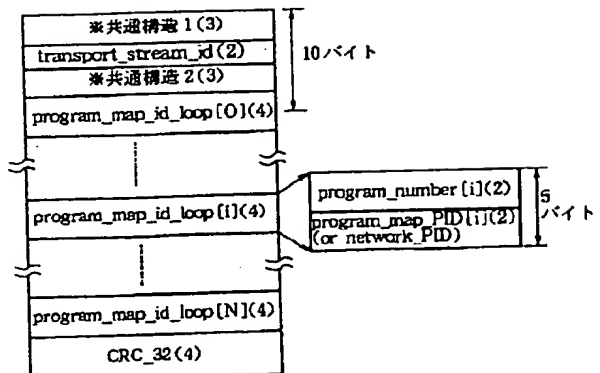 ※共通構造1(3)
transport_stream_id(2)
※共通構造2(3)
program_map_id_loop[0](4)
10バイト
program_map_id_loop[i](4)
program_number[i](2)
program_map_PID[i](2)
(or network_PID)
5
バイト
program_map_id_loop[N](4)
CRC_32(4)